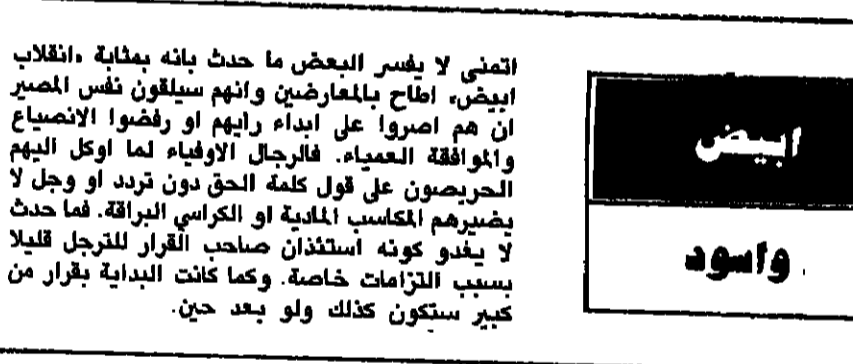 ابيض
واسود
اتمنى لا يفسر البعض ما حدث بانه بمثابة «انقلاب
ابيض» اطاح بالمعارضين وانهم سيلقون نفس المصير
ان هم اصروا على ابداء رايهم او رفضوا الانصياع
والموافقة العمياء. فالرجال الاوفياء لما اوكل اليهم
الحريصون على قول كلمة الحق دون تردد او وجل لا
يضيرهم المكاسب المادية او الكراسي البراقة. فما حدث
لا يغدو كونه استئذان صاحب القرار للترجل قليلا
بسبب التزامات خاصة. وكما كانت البداية بقرار من
كبير ستكون كذلك ولو بعد حين.